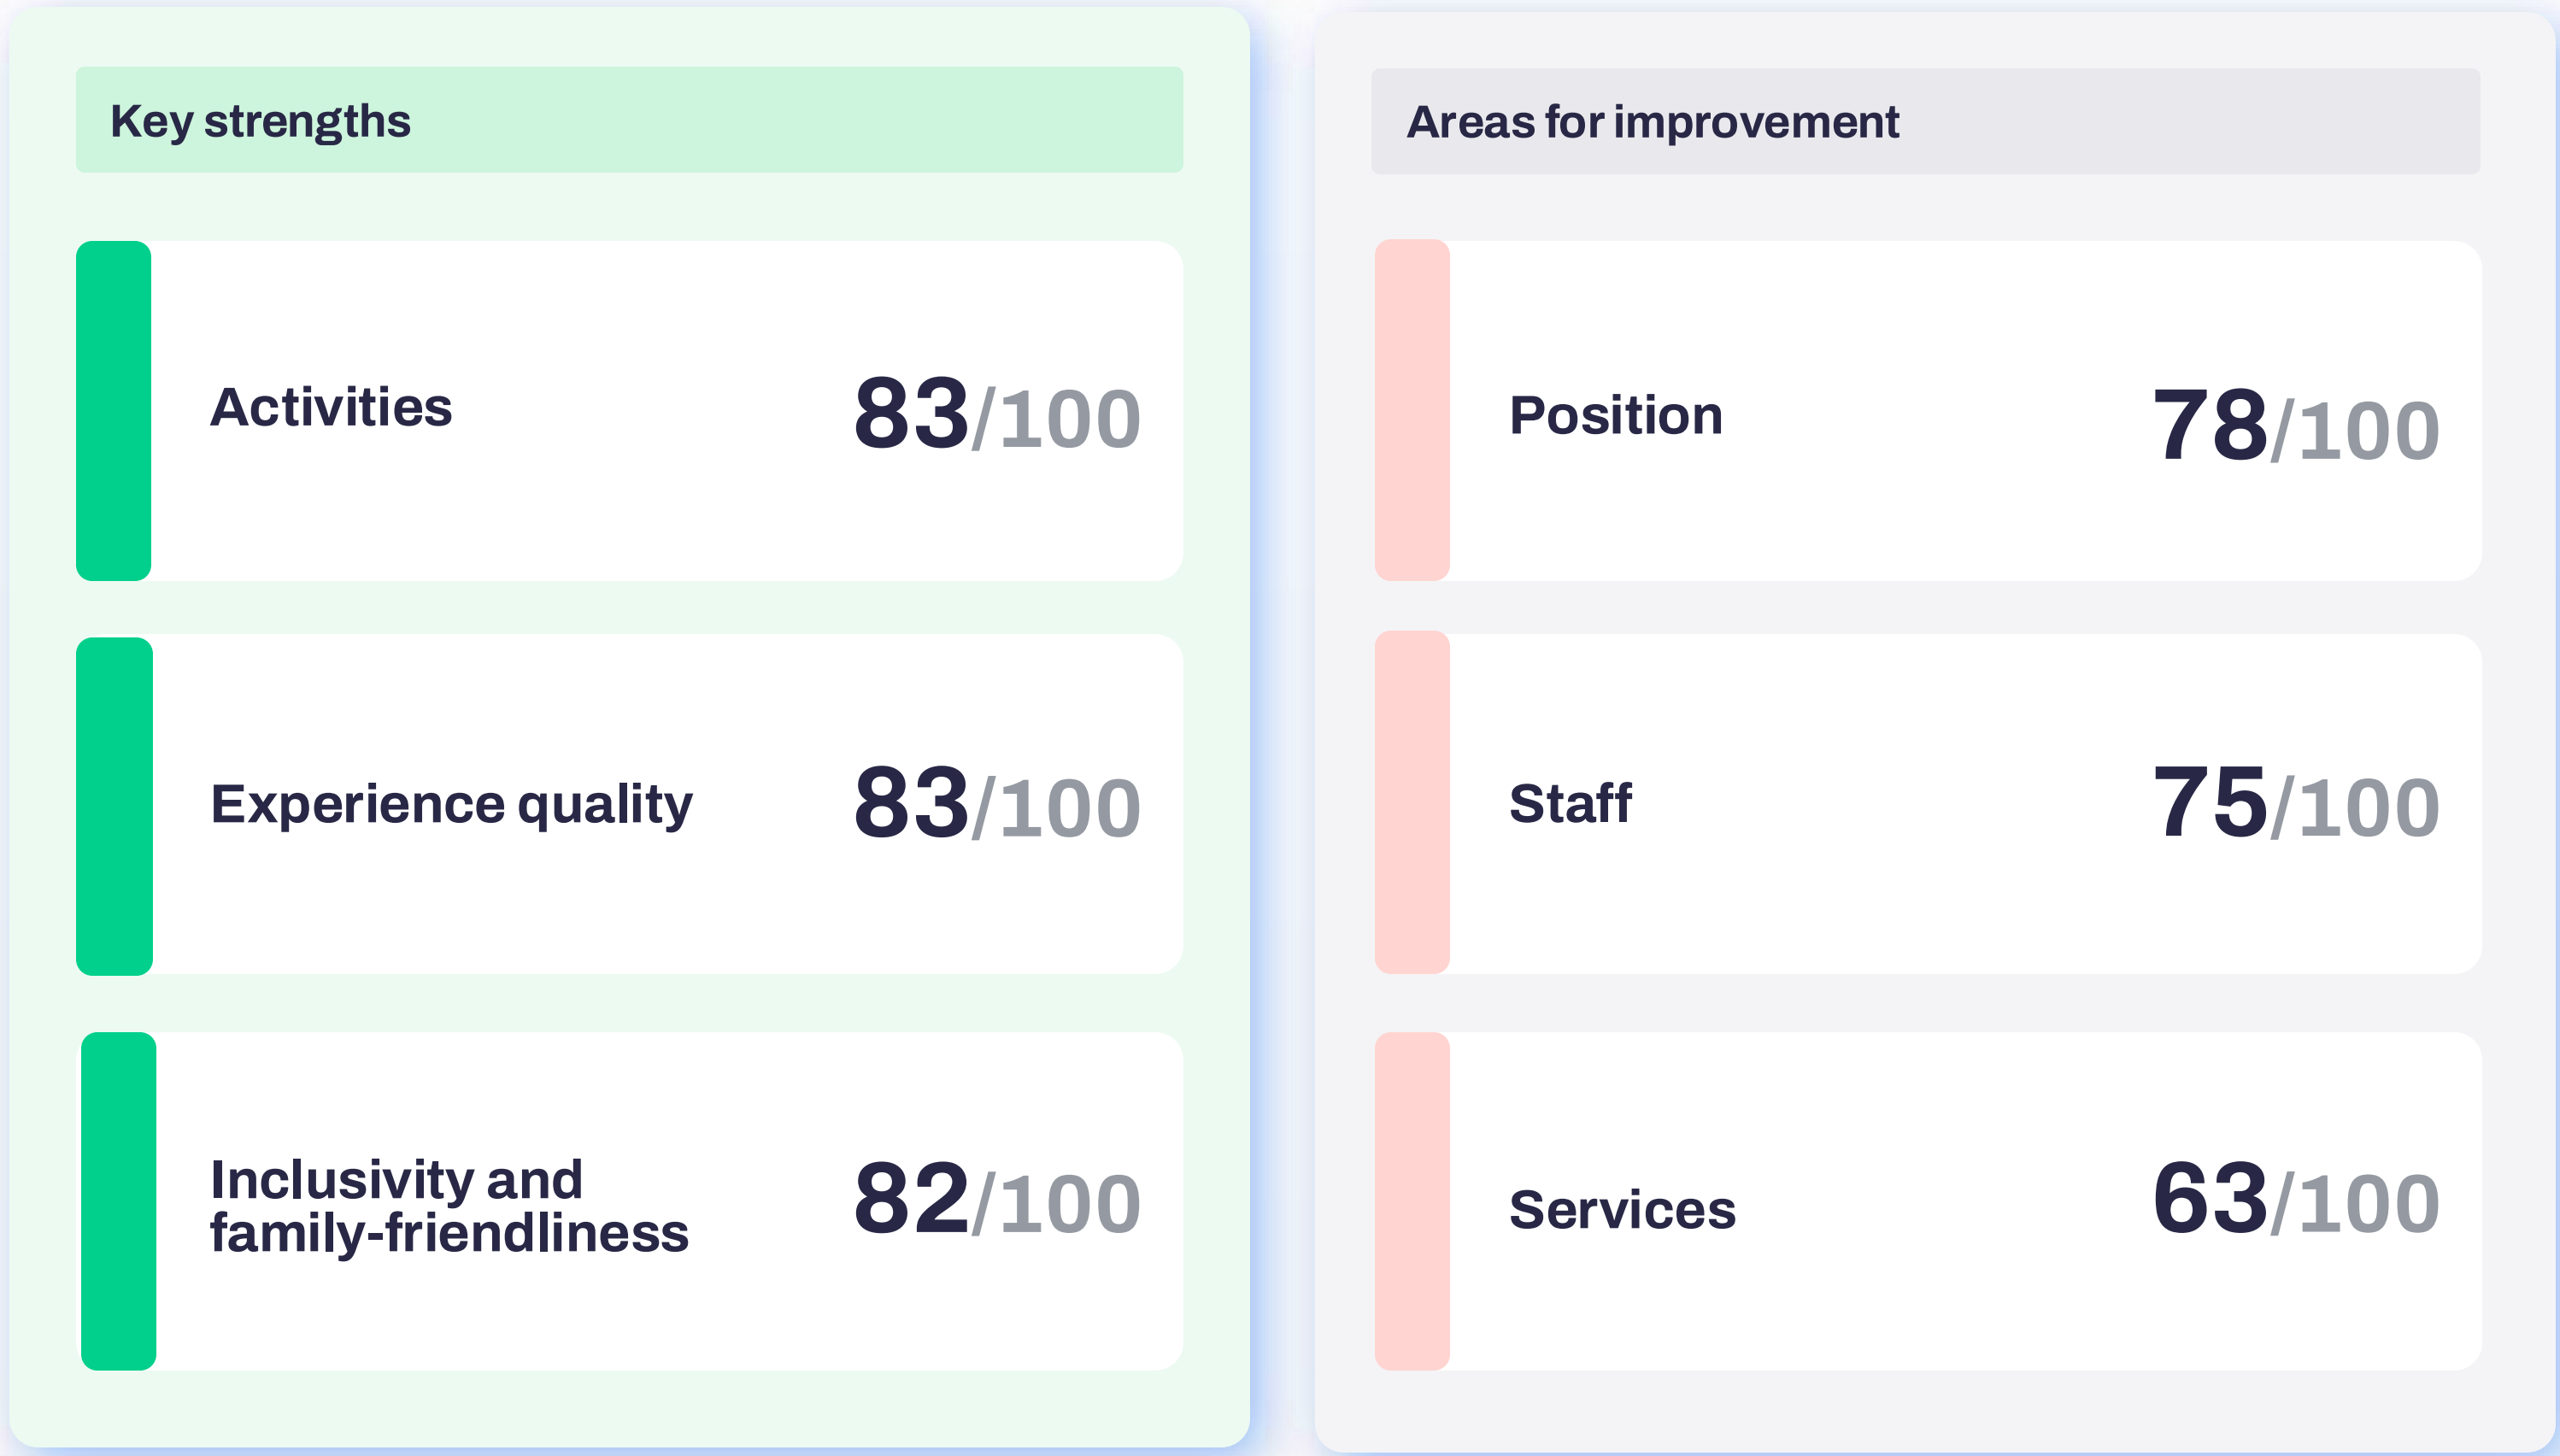 Key strengths
Activities
83/100
Experience quality
83/100
Inclusivity and
family-friendliness
82/100
Areas for improvement
Position
78/100
Staff
75/100
Services
63/100